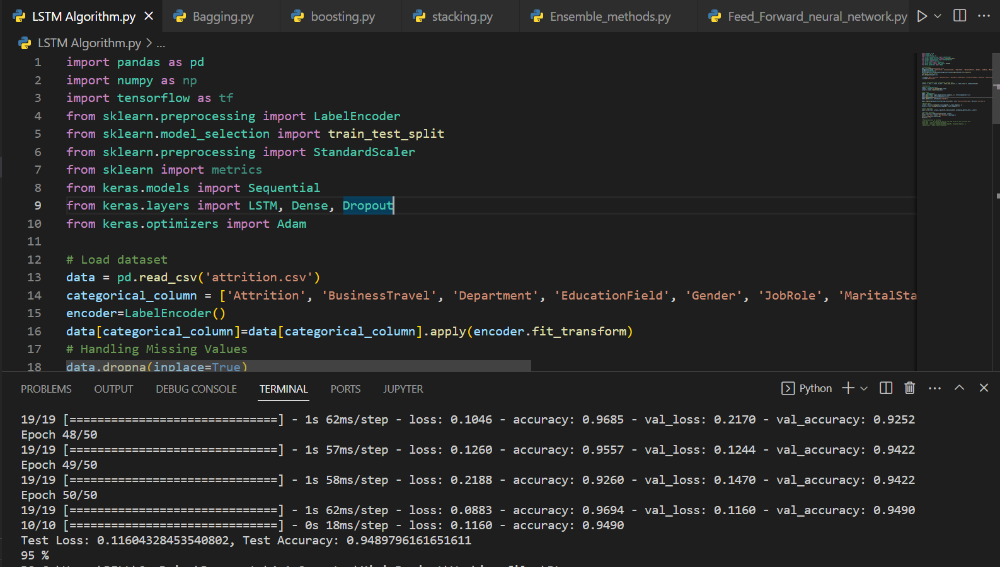 LSTM Algorithm.py
Bagging.py
boosting.py
stacking.py
Ensemble_methods.py
Feed_Forward_neural_network.py
LSTM Algorithm.py > ...
1 import pandas as pd
2 import numpy as np
3 import tensorflow as tf
4 from sklearn.preprocessing import LabelEncoder
5 from sklearn.model_selection import train_test_split
6 from sklearn.preprocessing import StandardScaler
7 from sklearn import metrics
8 from keras.models import Sequential
9 from keras.layers import LSTM, Dense, Dropout
10 from keras.optimizers import Adam
11
12 # Load dataset
13 data = pd.read_csv('attrition.csv')
14 categorical_column = ['Attrition', 'BusinessTravel', 'Department', 'EducationField', 'Gender', 'JobRole', 'MaritalSta
15 encoder=LabelEncoder()
16 data[categorical_column]=data[categorical_column].apply(encoder.fit_transform)
17 # Handling Missing Values
18 data.dropna(inplace=True)
PROBLEMS OUTPUT DEBUG CONSOLE TERMINAL PORTS JUPYTER
Python
19/19 [==============================] - 1s 62ms/step - loss: 0.1046 - accuracy: 0.9685 - val_loss: 0.2170 - val_accuracy: 0.9252
Epoch 48/50
19/19 [==============================] - 1s 57ms/step - loss: 0.1260 - accuracy: 0.9557 - val_loss: 0.1244 - val_accuracy: 0.9422
Epoch 49/50
19/19 [==============================] - 1s 58ms/step - loss: 0.2188 - accuracy: 0.9260 - val_loss: 0.1470 - val_accuracy: 0.9422
Epoch 50/50
19/19 [==============================] - 1s 62ms/step - loss: 0.0883 - accuracy: 0.9694 - val_loss: 0.1160 - val_accuracy: 0.9490
10/10 [==============================] - 0s 18ms/step - loss: 0.1160 - accuracy: 0.9490
Test Loss: 0.11604328453540802, Test Accuracy: 0.9489796161651611
95 %